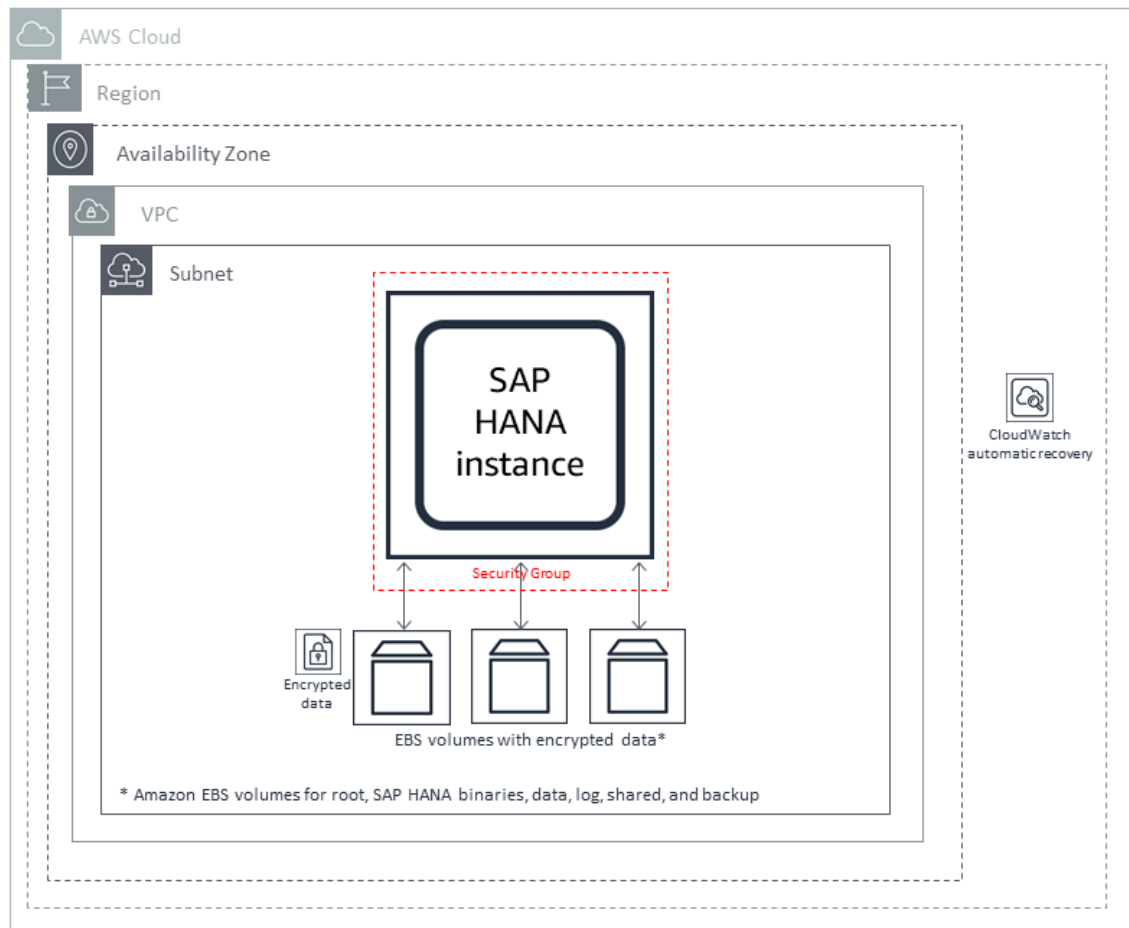 AWS Cloud
Region
Availability Zone
VPC
Subnet
SAP
HANA
instance
CloudWatch
automatic recovery
Security Group
Encrypted
data
EBS volumes with encrypted data*
* Amazon EBS volumes for root, SAP HANA binaries, data, log, shared, and backup